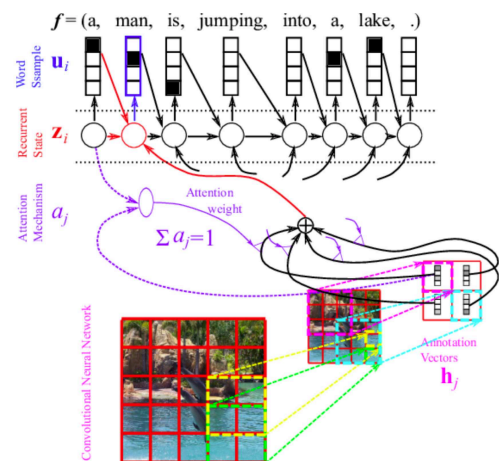 f = (a, man, is, jumping, into, a, lake, .)
Word
Ssample
u_i
Recurrent
State
z_i
Attention
Mechanism
a_j
Attention
weight
Σ a_j=1
Annotation
Vectors
h_j
Convolutional Neural Network